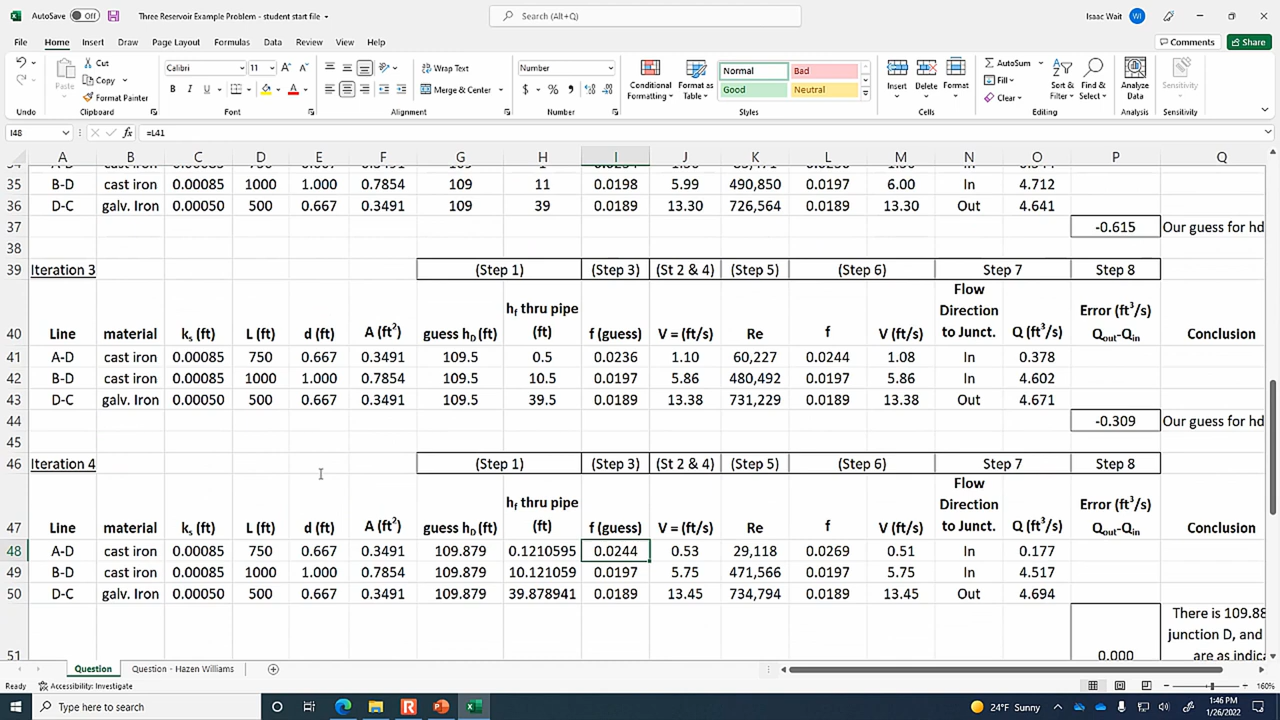 AutoSave Off Three Reservoir Example Problem - student start file Search (Alt+Q) Isaac Wait WI
File Home Insert Draw Page Layout Formulas Data Review View Help Comments Share
Cut Calibri 11 Wrap Text Number Normal Bad AutoSum
Copy Fill
Paste Format Painter Merge & Center Conditional Formatting Format as Table Good Neutral Insert Delete Format Clear Sort & Filter Find & Select Analyze Data Sensitivity
Undo Clipboard Font Alignment Number Styles Cells Editing Analysis Sensitivity
I48 =L41
A B C D E F G H I J K L M N O P Q
35 B-D cast iron 0.00085 1000 1.000 0.7854 109 11 0.0198 5.99 490,850 0.0197 6.00 In 4.712
36 D-C galv. Iron 0.00050 500 0.667 0.3491 109 39 0.0189 13.30 726,564 0.0189 13.30 Out 4.641
37 -0.615 Our guess for hd
38
39 Iteration 3 (Step 1) (Step 3) (St 2 & 4) (Step 5) (Step 6) Step 7 Step 8
40 Line material ks (ft) L (ft) d (ft) A (ft2) guess hD (ft) hf thru pipe (ft) f (guess) V = (ft/s) Re f V (ft/s) Flow Direction to Junct. Q (ft3/s) Error (ft3/s) Qout-Qin Conclusion
41 A-D cast iron 0.00085 750 0.667 0.3491 109.5 0.5 0.0236 1.10 60,227 0.0244 1.08 In 0.378
42 B-D cast iron 0.00085 1000 1.000 0.7854 109.5 10.5 0.0197 5.86 480,492 0.0197 5.86 In 4.602
43 D-C galv. Iron 0.00050 500 0.667 0.3491 109.5 39.5 0.0189 13.38 731,229 0.0189 13.38 Out 4.671
44 -0.309 Our guess for hd
45
46 Iteration 4 (Step 1) (Step 3) (St 2 & 4) (Step 5) (Step 6) Step 7 Step 8
47 Line material ks (ft) L (ft) d (ft) A (ft2) guess hD (ft) hf thru pipe (ft) f (guess) V = (ft/s) Re f V (ft/s) Flow Direction to Junct. Q (ft3/s) Error (ft3/s) Qout-Qin Conclusion
48 A-D cast iron 0.00085 750 0.667 0.3491 109.879 0.1210595 0.0244 0.53 29,118 0.0269 0.51 In 0.177
49 B-D cast iron 0.00085 1000 1.000 0.7854 109.879 10.121059 0.0197 5.75 471,566 0.0197 5.75 In 4.517
50 D-C galv. Iron 0.00050 500 0.667 0.3491 109.879 39.878941 0.0189 13.45 734,794 0.0189 13.45 Out 4.694
There is 109.88
junction D, and
51 0.000 are as indica
Question Question - Hazen Williams
Ready Accessibility: Investigate 160%
Type here to search 24°F Sunny 1:46 PM
1/26/2022